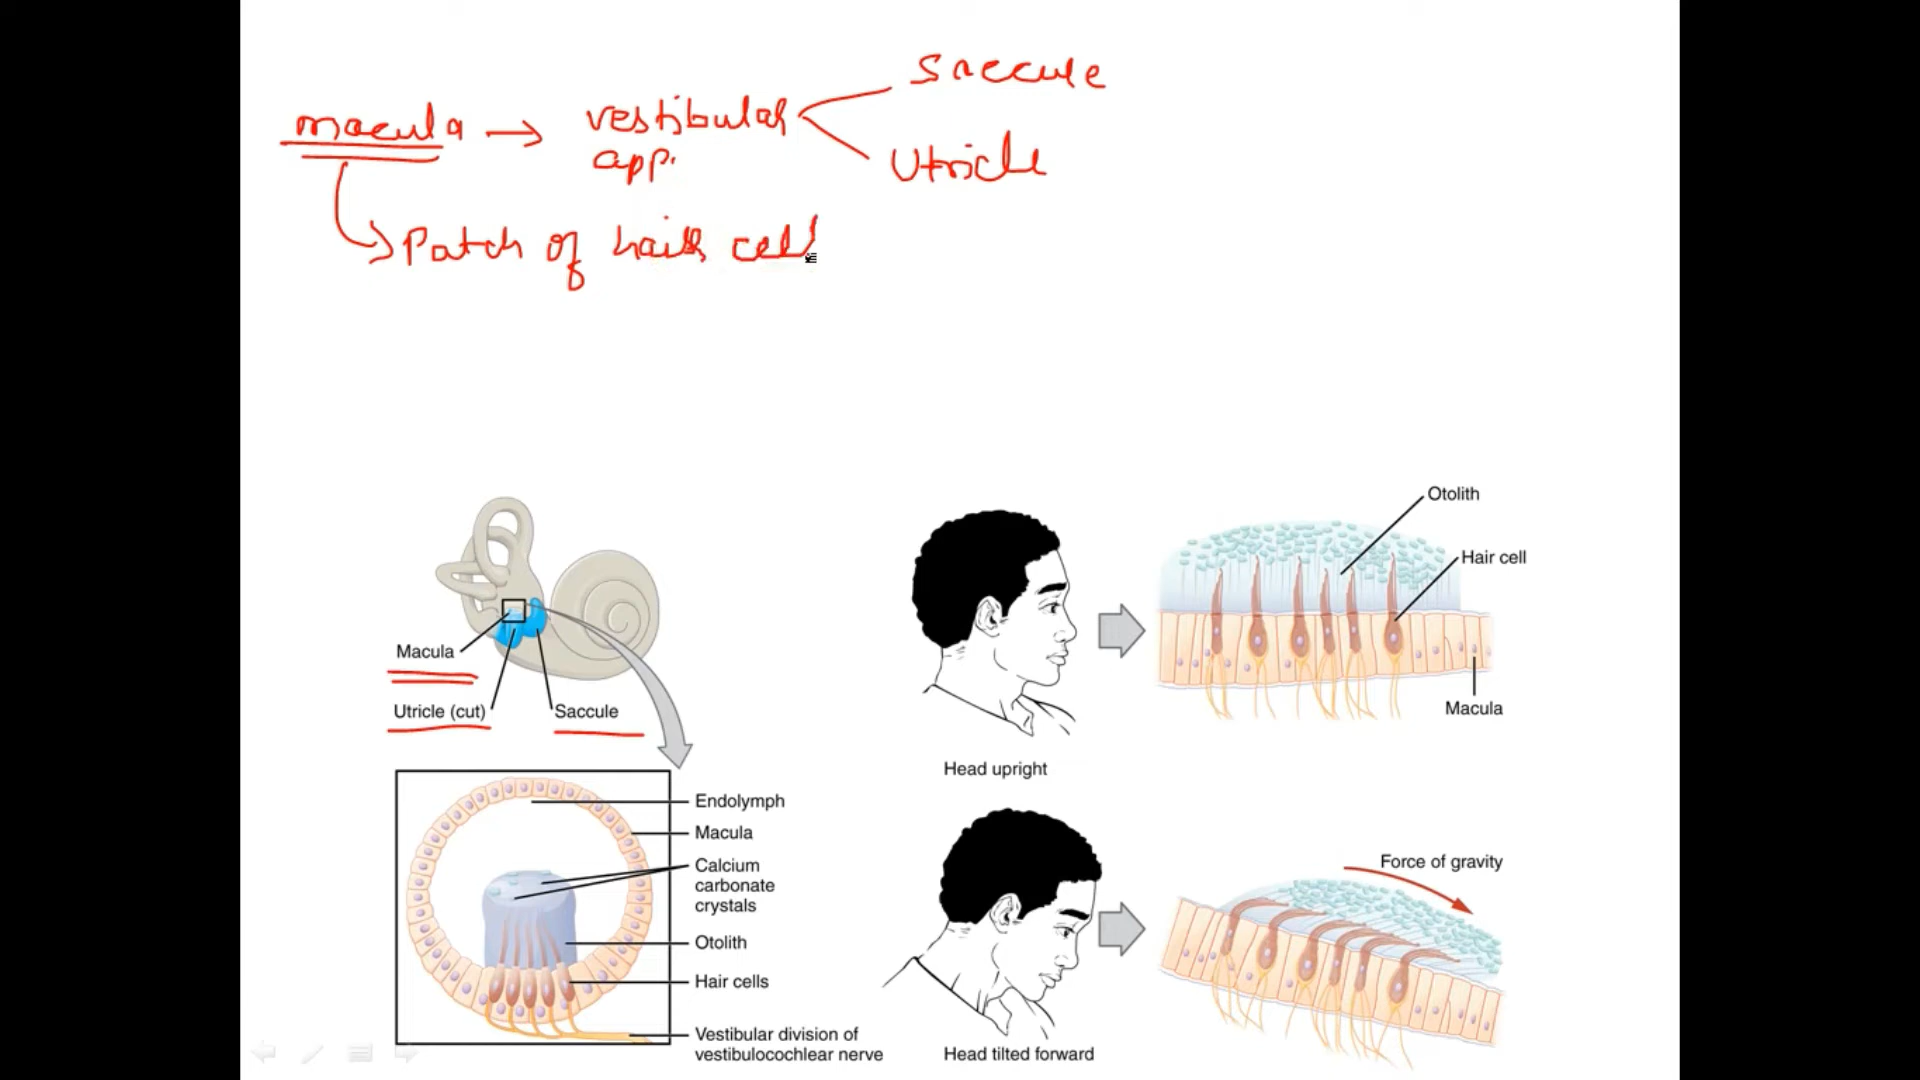 saccule
macula → vestibular
app.
Utricle
Patch of hair cell
Otolith
Hair cell
Macula
Macula
Utricle (cut)
Saccule
Head upright
Endolymph
Macula
Calcium
carbonate
crystals
Otolith
Hair cells
Vestibular division of
vestibulocochlear nerve
Force of gravity
Head tilted forward